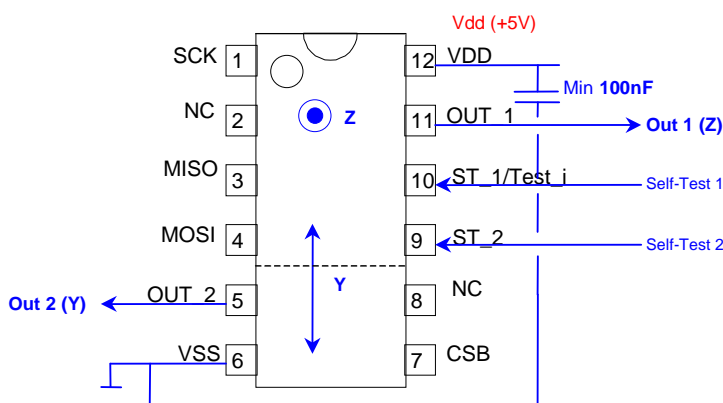 Vdd (+5V)
SCK 1 12 VDD
Min 100nF
NC 2 Z 11 OUT_1 Out 1 (Z)
MISO 3 10 ST_1/Test_i Self-Test 1
MOSI 4 9 ST_2 Self-Test 2
Y
Out 2 (Y) OUT_2 5 8 NC
VSS 6 7 CSB